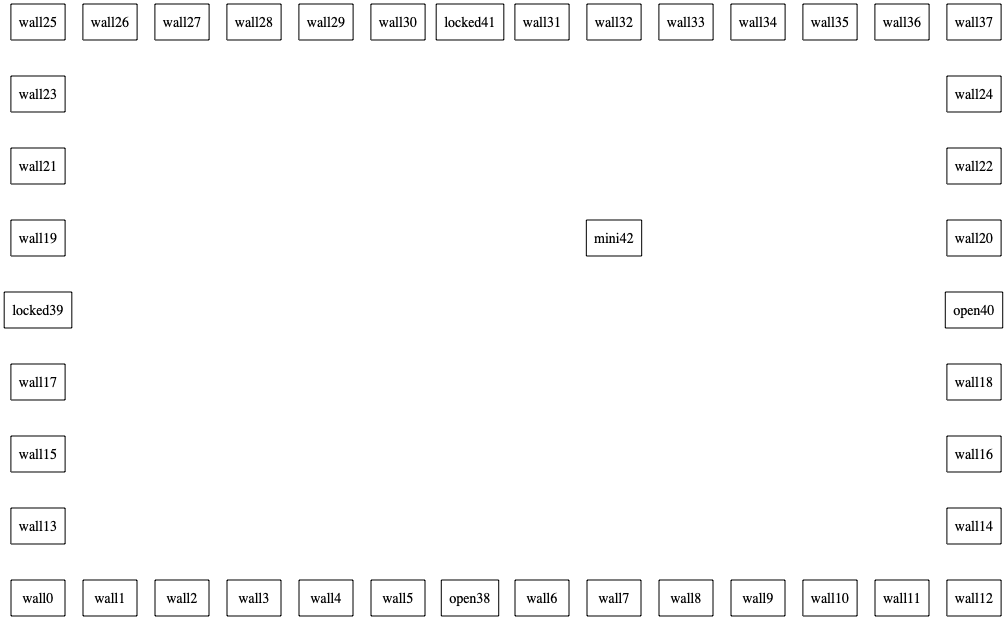 wall25 wall26 wall27 wall28 wall29 wall30 locked41 wall31 wall32 wall33 wall34 wall35 wall36 wall37
wall23 wall24
wall21 wall22
wall19 mini42 wall20
locked39 open40
wall17 wall18
wall15 wall16
wall13 wall14
wall0 wall1 wall2 wall3 wall4 wall5 open38 wall6 wall7 wall8 wall9 wall10 wall11 wall12